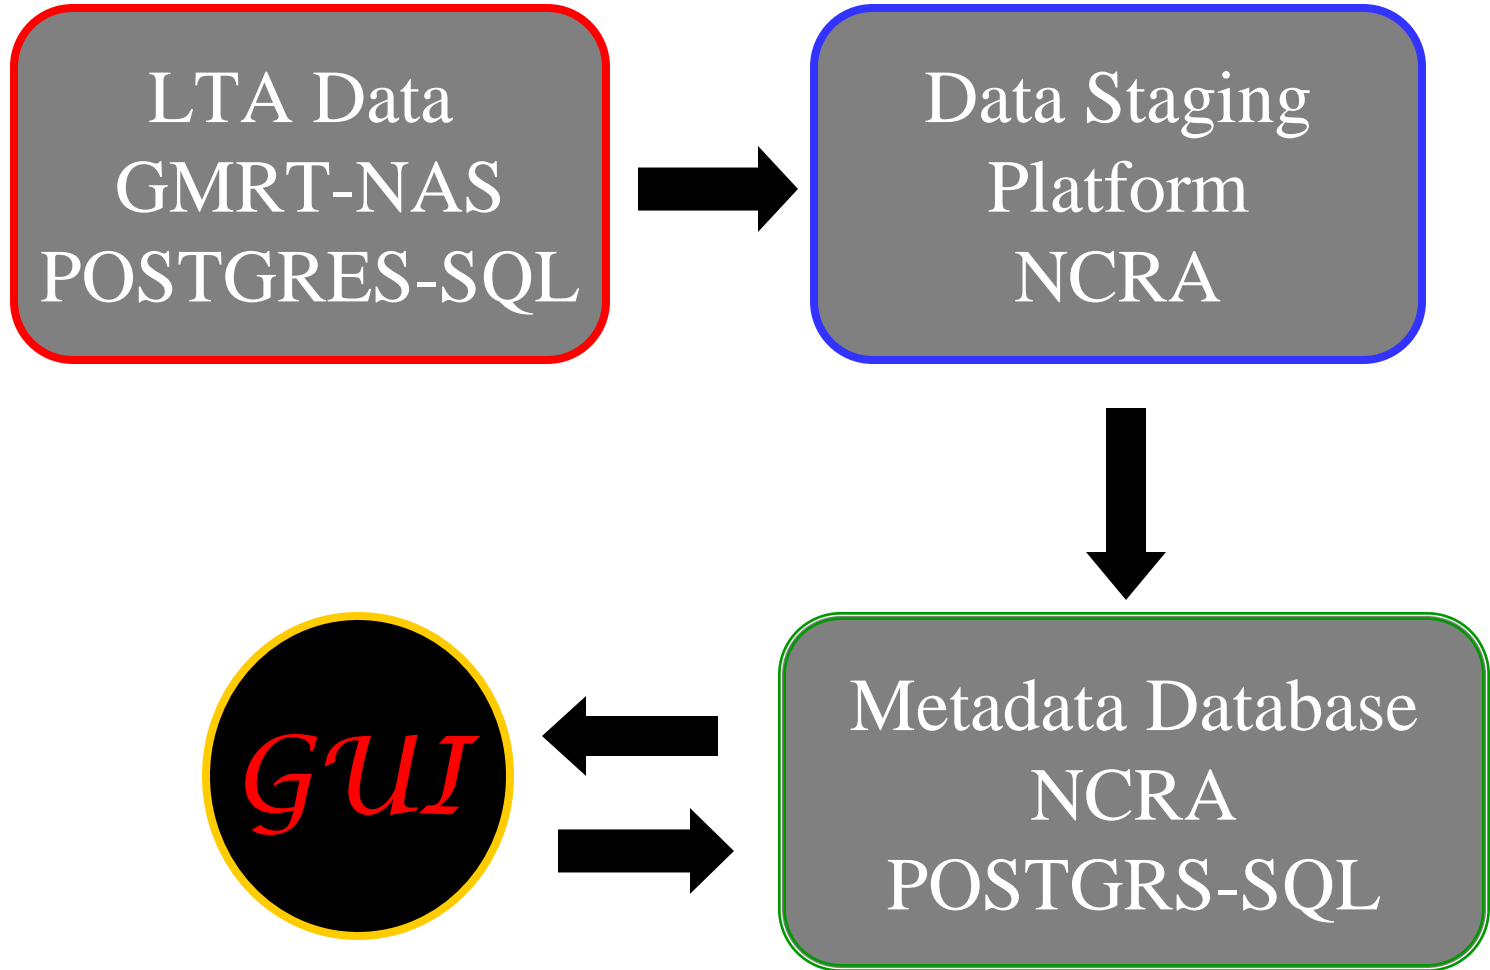 LTA Data
GMRT-NAS
POSTGRES-SQL
Data Staging
Platform
NCRA
GUI
Metadata Database
NCRA
POSTGRS-SQL